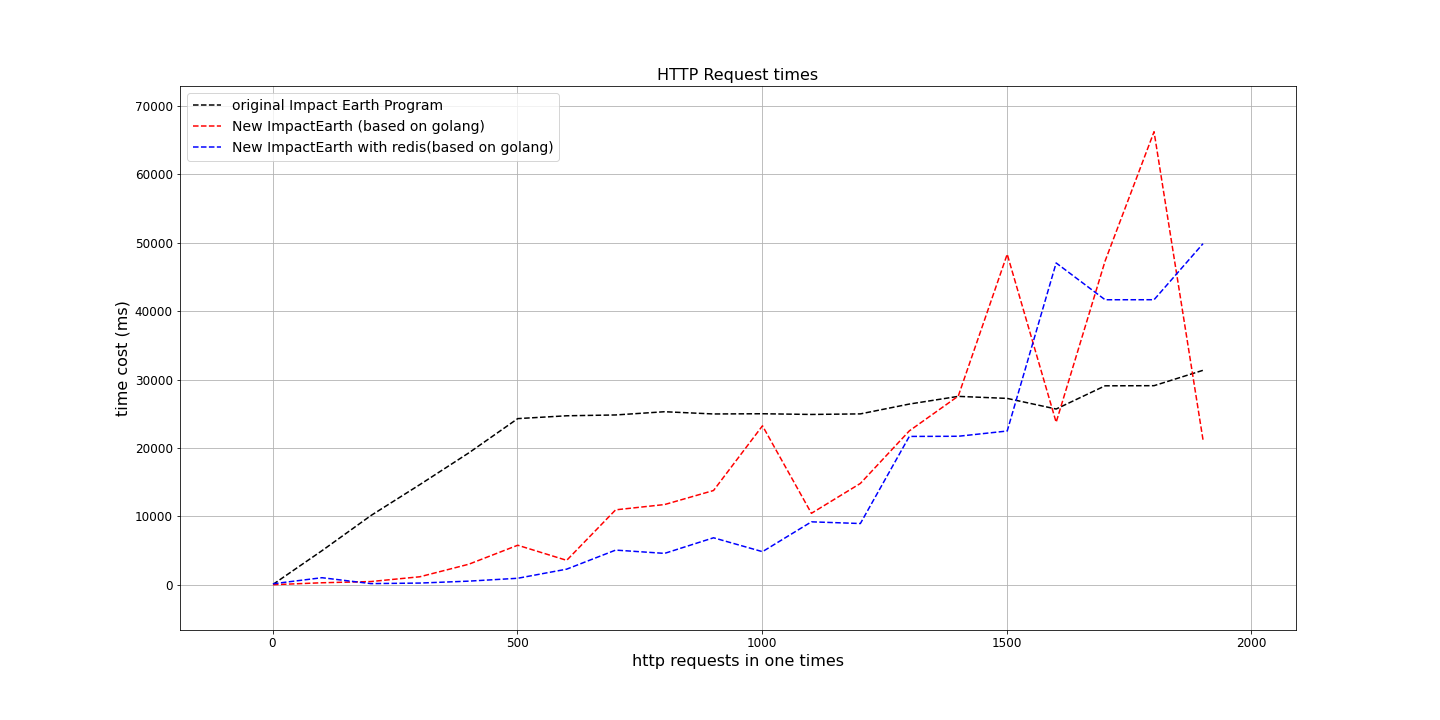 HTTP Request times
original Impact Earth Program
New ImpactEarth (based on golang)
New ImpactEarth with redis(based on golang)
70000
60000
50000
40000
30000
20000
10000
0
time cost (ms)
0 500 1000 1500 2000
http requests in one times